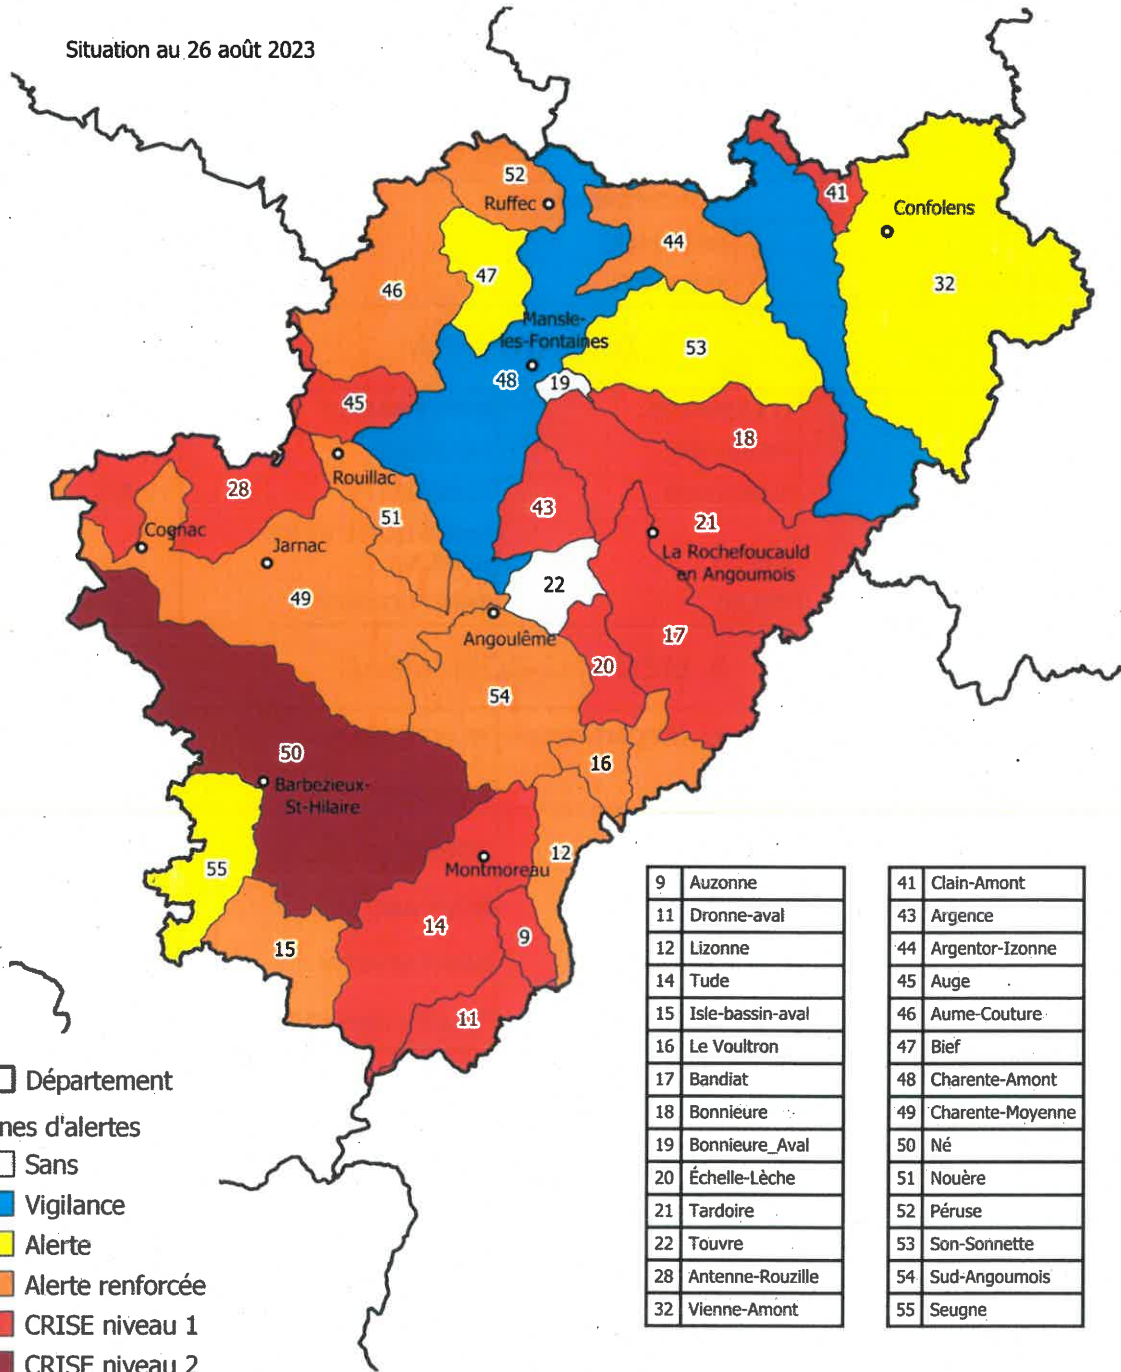 Situation au 26 août 2023
52
Ruffec
41
Confolens
44
47
46
32
Mansle-
les-Fontaines
53
48
19
45
18
Rouillac
28
43
51
21
Cognac
Jarnac
La Rochefoucauld
en Angoumois
22
49
Angoulême
17
20
54
50
16
Barbezieux-
St-Hilaire
12
55
Montmoreau
14
9
15
11
9 Auzonne
11 Dronne-aval
12 Lizonne
14 Tude
15 Isle-bassin-aval
16 Le Voultron
17 Bandiat
18 Bonnieure
19 Bonnieure_Aval
20 Échelle-Lèche
21 Tardoire
22 Touvre
28 Antenne-Rouzille
32 Vienne-Amont
41 Clain-Amont
43 Argence
44 Argentor-Izonne
45 Auge
46 Aume-Couture
47 Bief
48 Charente-Amont
49 Charente-Moyenne
50 Né
51 Nouère
52 Péruse
53 Son-Sonnette
54 Sud-Angoumois
55 Seugne
Département
nes d'alertes
Sans
Vigilance
Alerte
Alerte renforcée
CRISE niveau 1
CRISE niveau 2